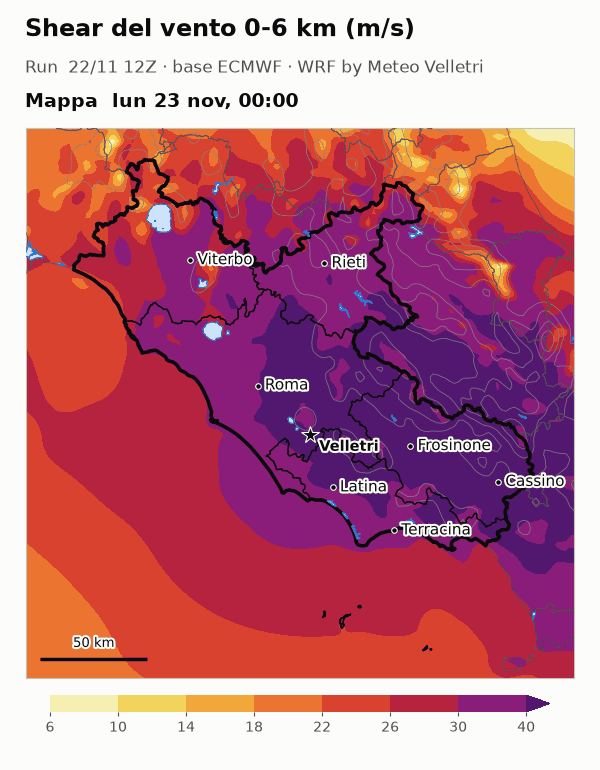 Shear del vento 0-6 km (m/s)
Run  22/11 12Z · base ECMWF · WRF by Meteo Velletri
Mappa  lun 23 nov, 00:00
Viterbo
Rieti
Roma
Velletri
Frosinone
Latina
Cassino
Terracina
50 km
6 10 14 18 22 26 30 40